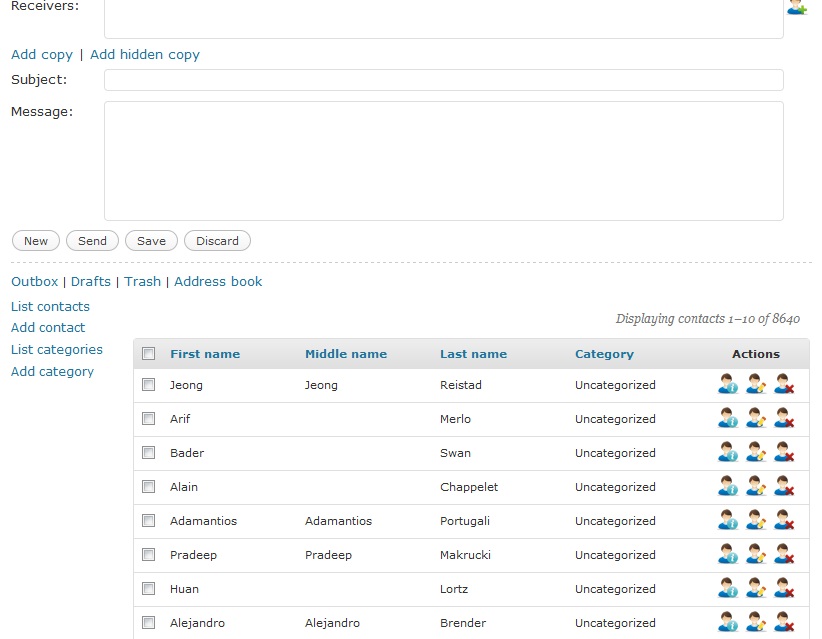 Receivers:
Add copy | Add hidden copy
Subject:
Message:
New Send Save Discard
Outbox | Drafts | Trash | Address book
List contacts
Add contact
List categories
Add category
Displaying contacts 1–10 of 8640
First name Middle name Last name Category Actions
Jeong Jeong Reistad Uncategorized
Arif Merlo Uncategorized
Bader Swan Uncategorized
Alain Chappelet Uncategorized
Adamantios Adamantios Portugali Uncategorized
Pradeep Pradeep Makrucki Uncategorized
Huan Lortz Uncategorized
Alejandro Alejandro Brender Uncategorized